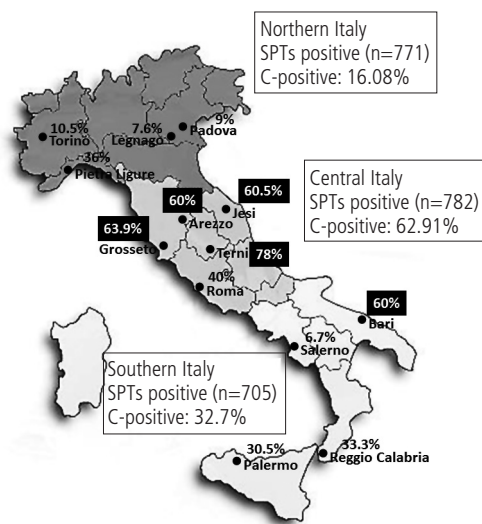 Northern Italy
SPTs positive (n=771)
C-positive: 16.08%
10.5%
Torino
7.6%
Legnago
9%
Padova
36%
Pietra Ligure
Central Italy
SPTs positive (n=782)
C-positive: 62.91%
60.5%
Jesi
60%
Arezzo
63.9%
Grosseto
Terni
78%
40%
Roma
60%
Bari
6.7%
Salerno
Southern Italy
SPTs positive (n=705)
C-positive: 32.7%
30.5%
Palermo
33.3%
Reggio Calabria